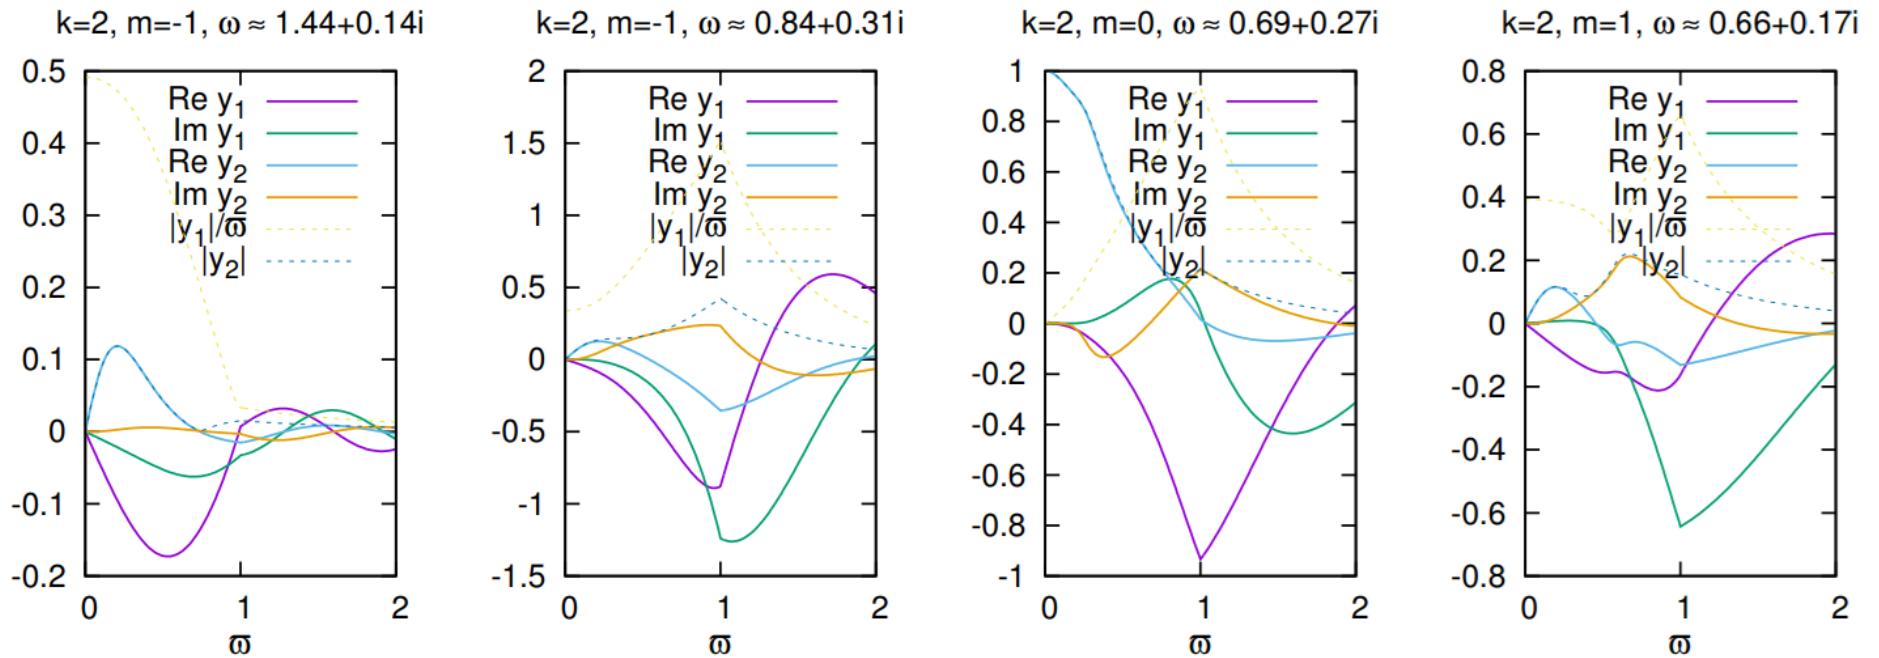 k=2, m=-1, ω ≈ 1.44+0.14i
0.5
0.4
0.3
0.2
0.1
0
-0.1
-0.2
Re y₁
Im y₁
Re y₂
Im y₂
|y₁|/ϖ
|y₂|
0 1 2
ϖ
k=2, m=-1, ω ≈ 0.84+0.31i
2
1.5
1
0.5
0
-0.5
-1
-1.5
Re y₁
Im y₁
Re y₂
Im y₂
|y₁|/ϖ
|y₂|
0 1 2
ϖ
k=2, m=0, ω ≈ 0.69+0.27i
1
0.8
0.6
0.4
0.2
0
-0.2
-0.4
-0.6
-0.8
-1
Re y₁
Im y₁
Re y₂
Im y₂
|y₁|/ϖ
|y₂|
0 1 2
ϖ
k=2, m=1, ω ≈ 0.66+0.17i
0.8
0.6
0.4
0.2
0
-0.2
-0.4
-0.6
-0.8
Re y₁
Im y₁
Re y₂
Im y₂
|y₁|/ϖ
|y₂|
0 1 2
ϖ